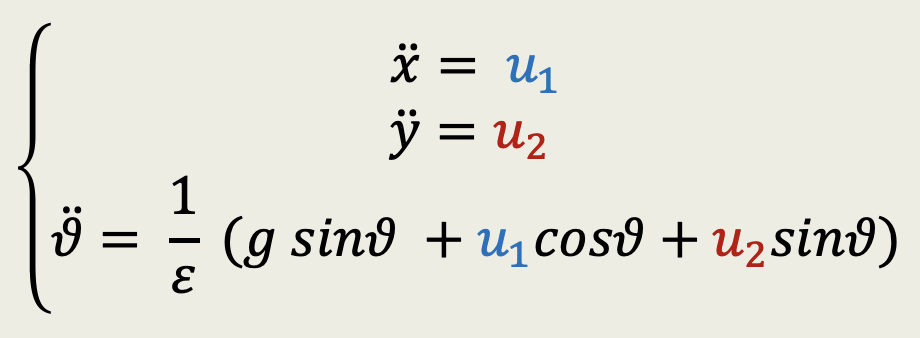 ẍ = u₁
ÿ = u₂
ϑ̈ = 1/ε (g sinϑ + u₁cosϑ + u₂sinϑ)